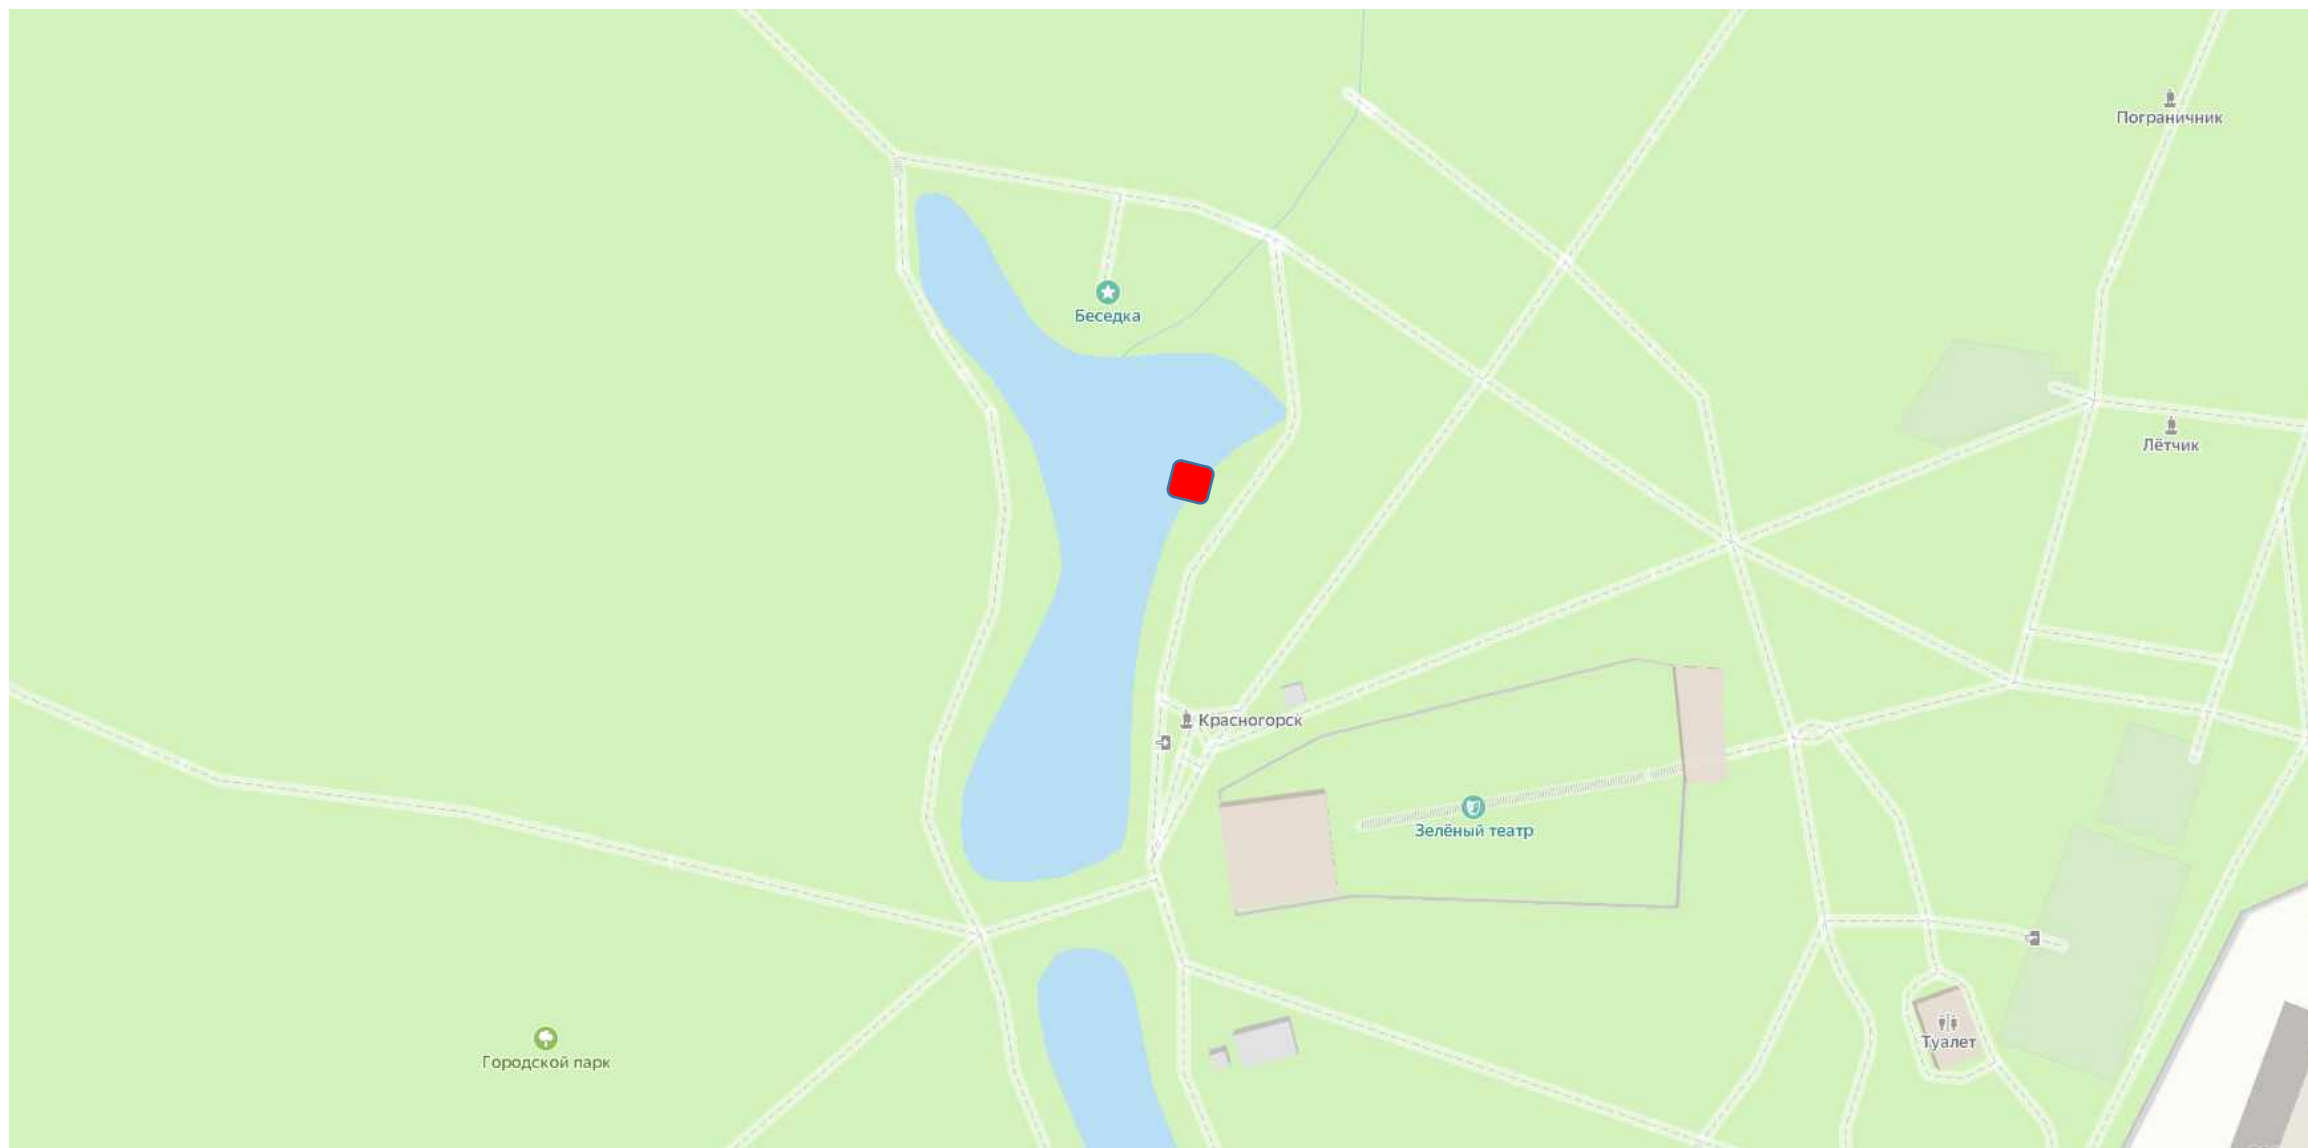 Пограничник
Беседка
Лётчик
Красногорск
Зелёный театр
Туалет
Городской парк